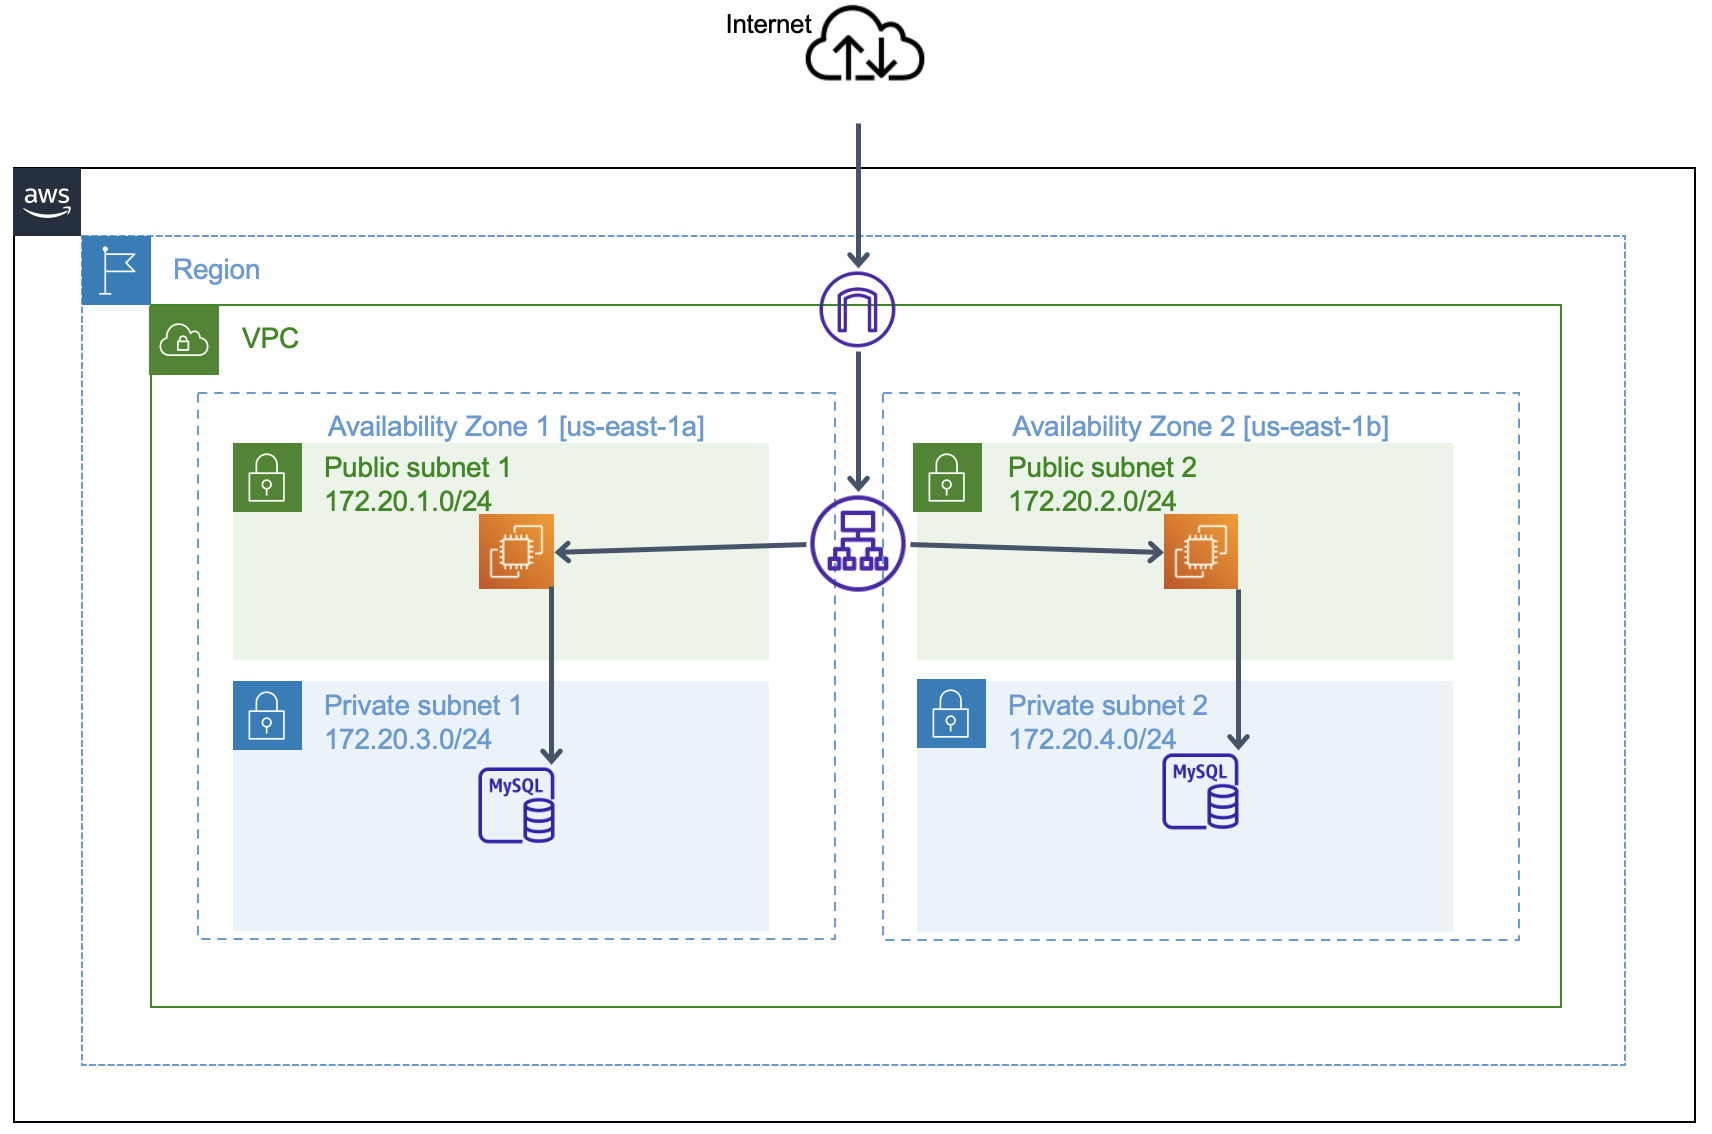 Internet
aws
Region
VPC
Availability Zone 1 [us-east-1a]
Public subnet 1
172.20.1.0/24
Private subnet 1
172.20.3.0/24
MySQL
Availability Zone 2 [us-east-1b]
Public subnet 2
172.20.2.0/24
Private subnet 2
172.20.4.0/24
MySQL